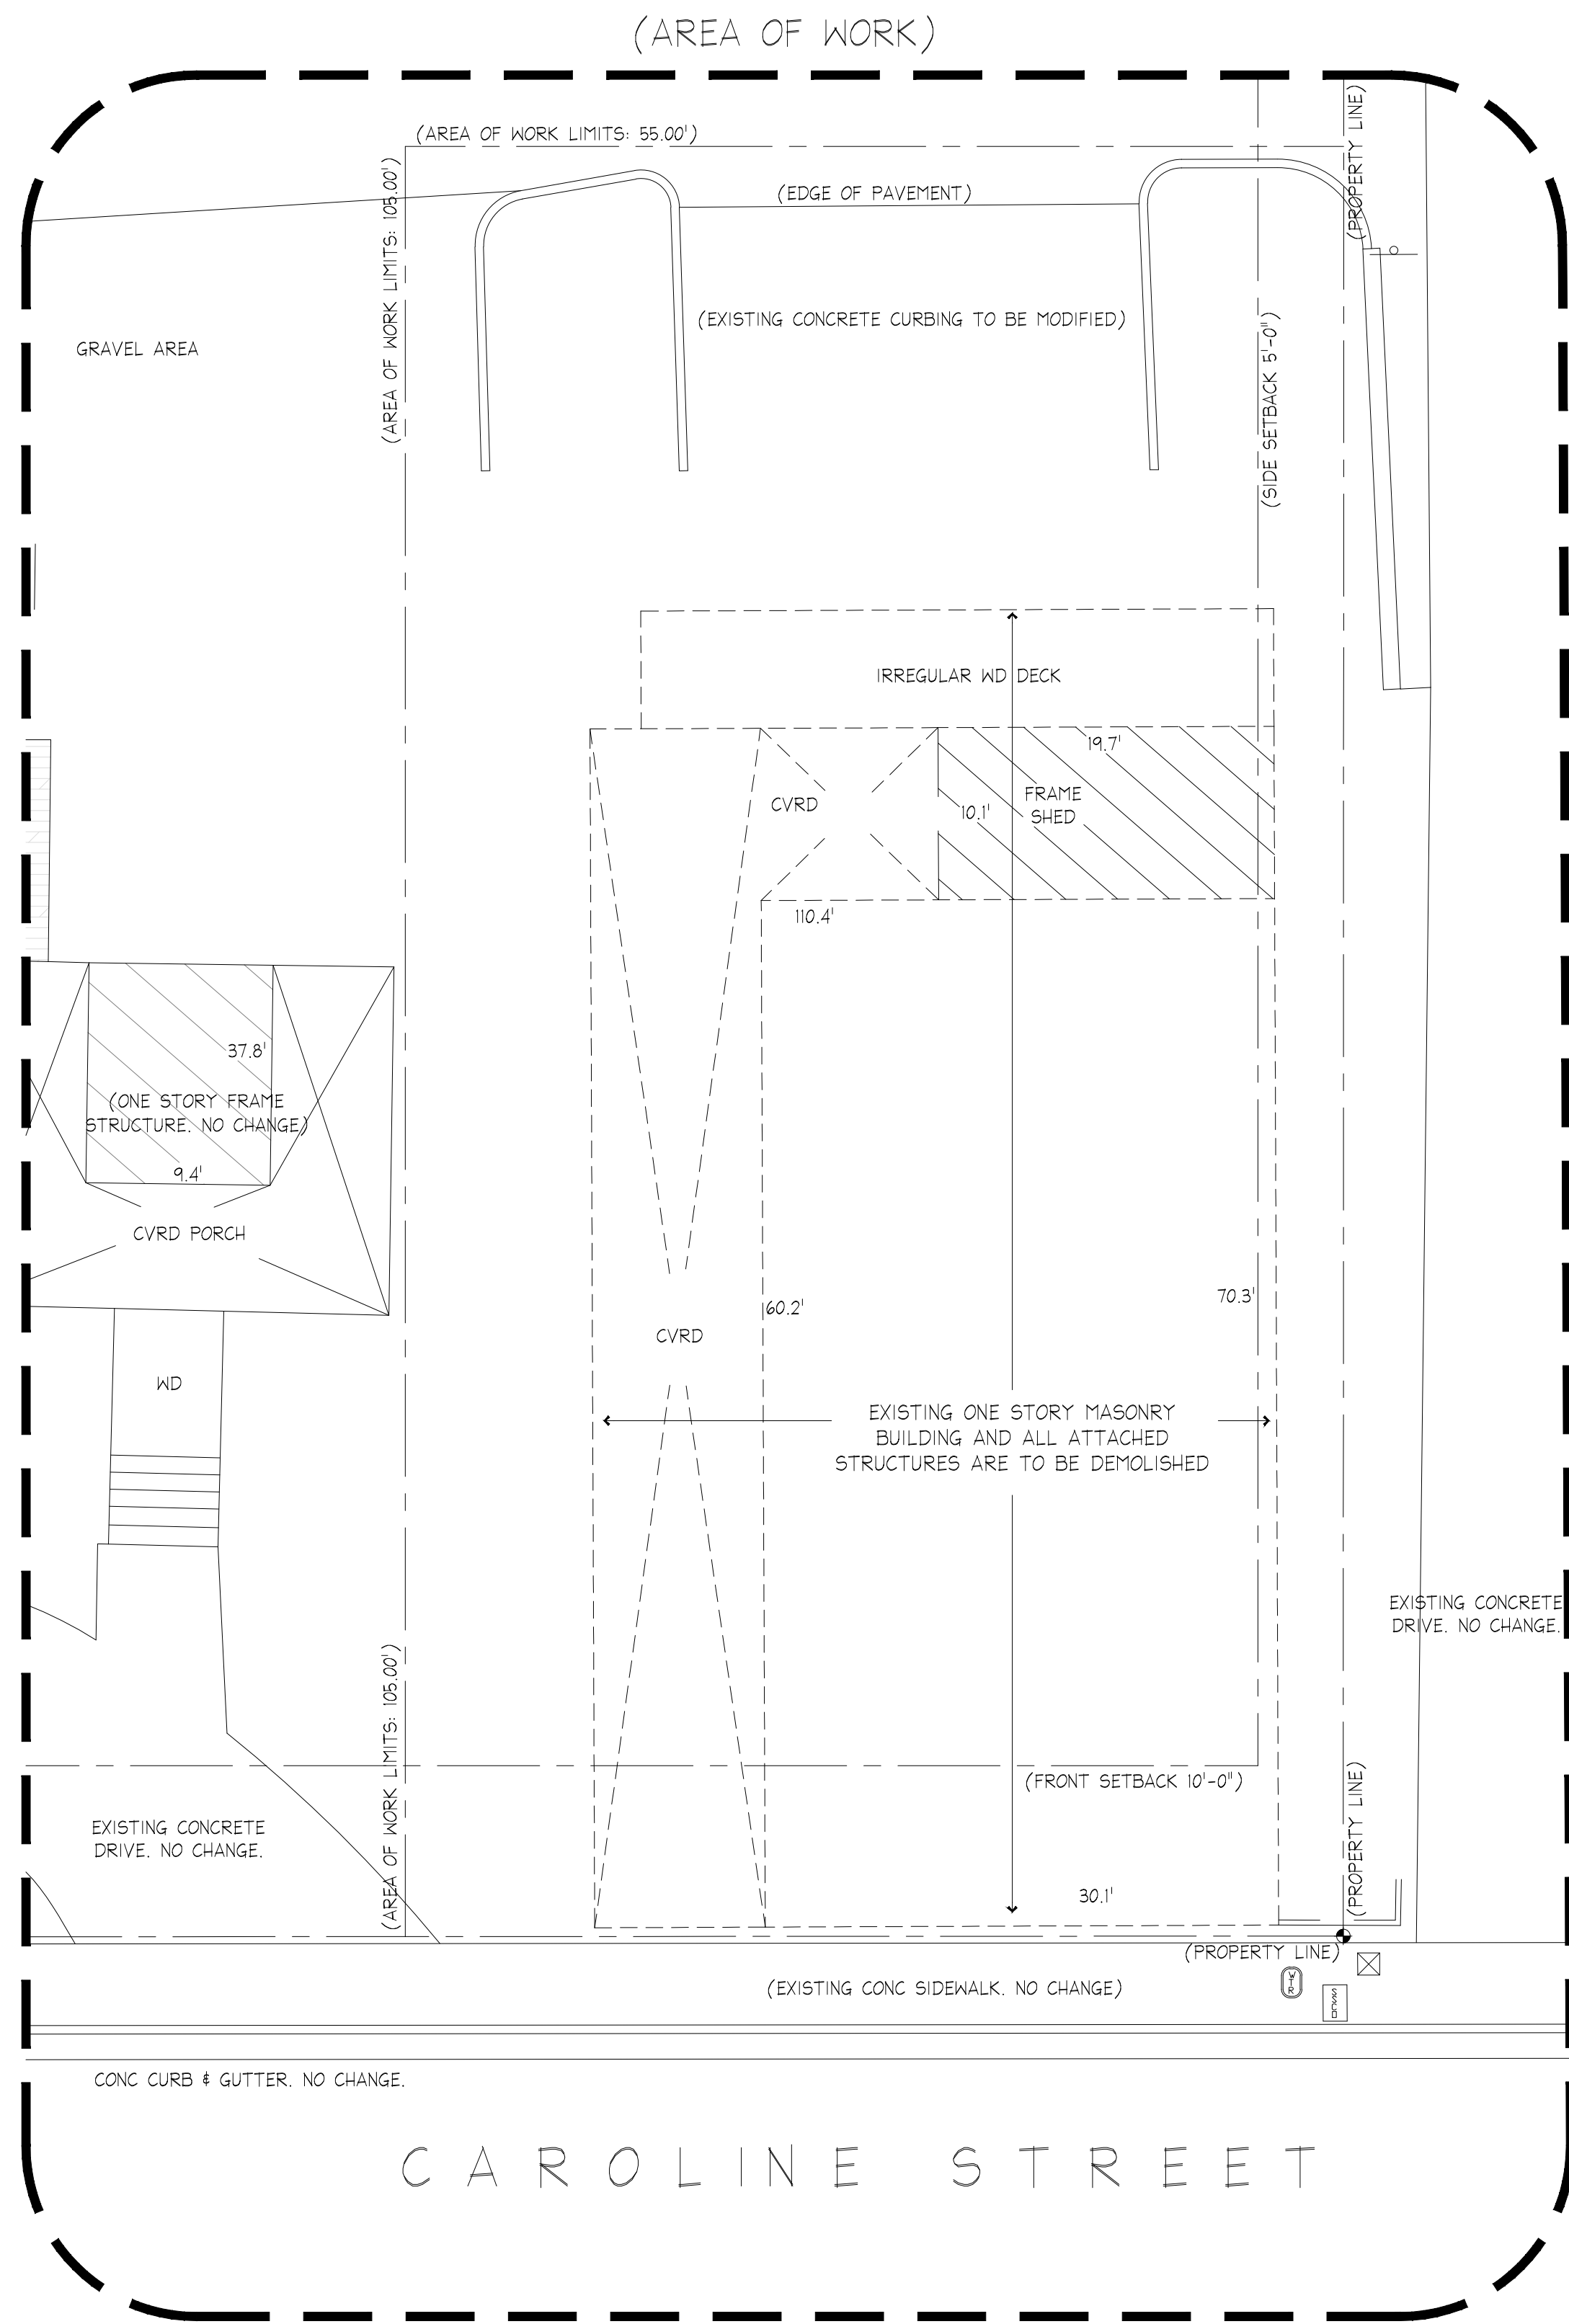 (AREA OF WORK)
(AREA OF WORK LIMITS: 55.00')
(PROPERTY LINE)
(AREA OF WORK LIMITS: 105.00')
(EDGE OF PAVEMENT)
(EXISTING CONCRETE CURBING TO BE MODIFIED)
GRAVEL AREA
(SIDE SETBACK 5'-0")
IRREGULAR WD DECK
19.7'
CVRD
10.1'
FRAME
SHED
110.4'
37.8'
(ONE STORY FRAME
STRUCTURE. NO CHANGE)
9.4'
CVRD PORCH
70.3'
60.2'
CVRD
WD
EXISTING ONE STORY MASONRY
BUILDING AND ALL ATTACHED
STRUCTURES ARE TO BE DEMOLISHED
EXISTING CONCRETE
DRIVE. NO CHANGE.
(AREA OF WORK LIMITS: 105.00')
(FRONT SETBACK 10'-0")
(PROPERTY LINE)
EXISTING CONCRETE
DRIVE. NO CHANGE.
30.1'
(PROPERTY LINE)
(EXISTING CONC SIDEWALK. NO CHANGE)
WTR
SSCO
CONC CURB & GUTTER. NO CHANGE.
CAROLINE STREET